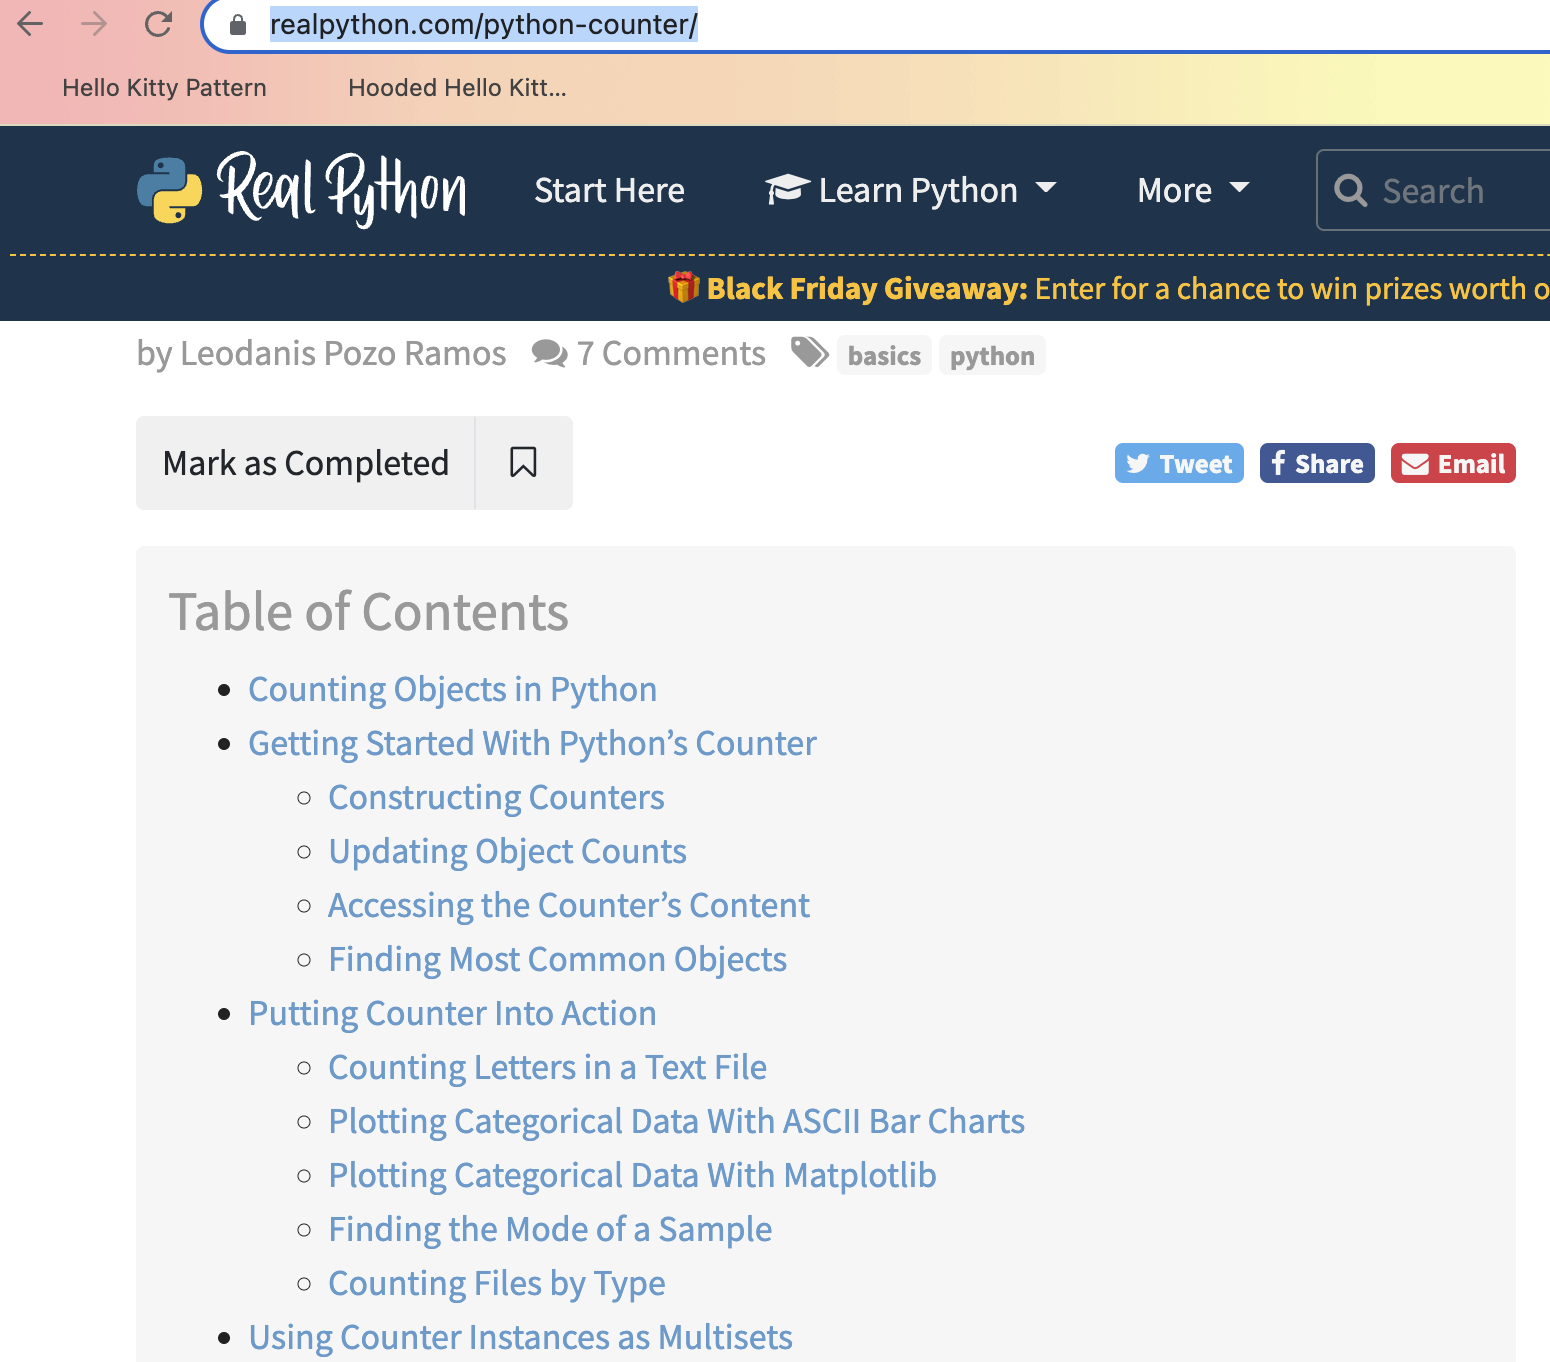 realpython.com/python-counter/
Hello Kitty Pattern Hooded Hello Kitt...
Real Python Start Here Learn Python More Search
Black Friday Giveaway: Enter for a chance to win prizes worth
by Leodanis Pozo Ramos 7 Comments basics python
Mark as Completed Tweet Share Email
Table of Contents
Counting Objects in Python
Getting Started With Python’s Counter
Constructing Counters
Updating Object Counts
Accessing the Counter’s Content
Finding Most Common Objects
Putting Counter Into Action
Counting Letters in a Text File
Plotting Categorical Data With ASCII Bar Charts
Plotting Categorical Data With Matplotlib
Finding the Mode of a Sample
Counting Files by Type
Using Counter Instances as Multisets